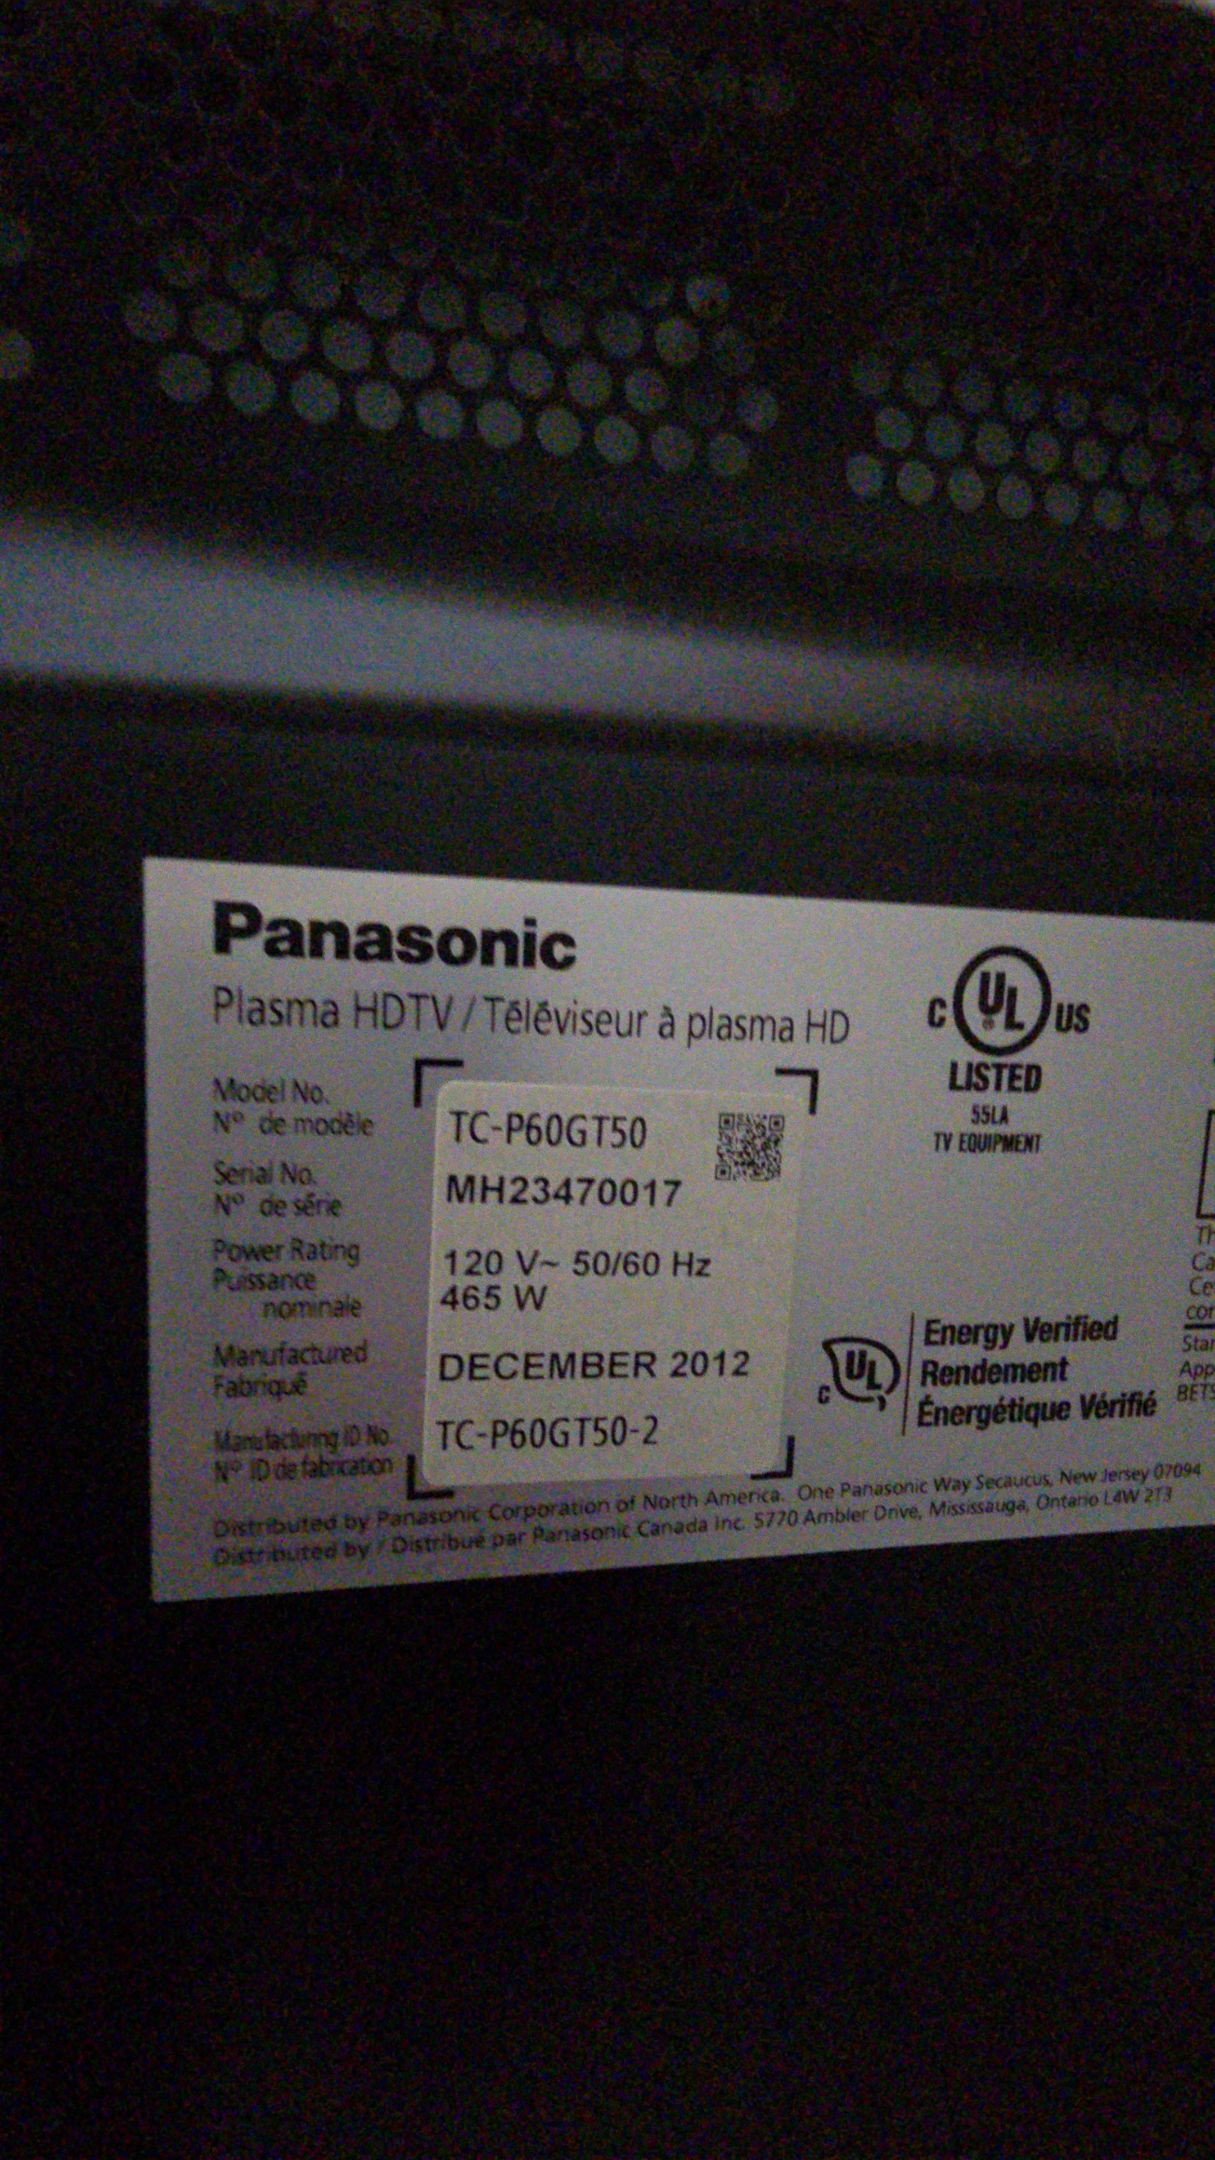 Panasonic
Plasma HDTV / Téléviseur à plasma HD
C UL US
LISTED
55LA
TV EQUIPMENT
Model No.
N° de modèle
TC-P60GT50
Serial No.
N° de série
MH23470017
Power Rating
Puissance
nominale
120 V~ 50/60 Hz
465 W
Manufactured
Fabriqué
DECEMBER 2012
Manufacturing ID No.
N° ID de fabrication
TC-P60GT50-2
C UL
Energy Verified
Rendement
Énergétique Vérifié
Distributed by Panasonic Corporation of North America. One Panasonic Way Secaucus, New Jersey 07094
Distributed by / Distribué par Panasonic Canada Inc. 5770 Ambler Drive, Mississauga, Ontario L4W 2T3